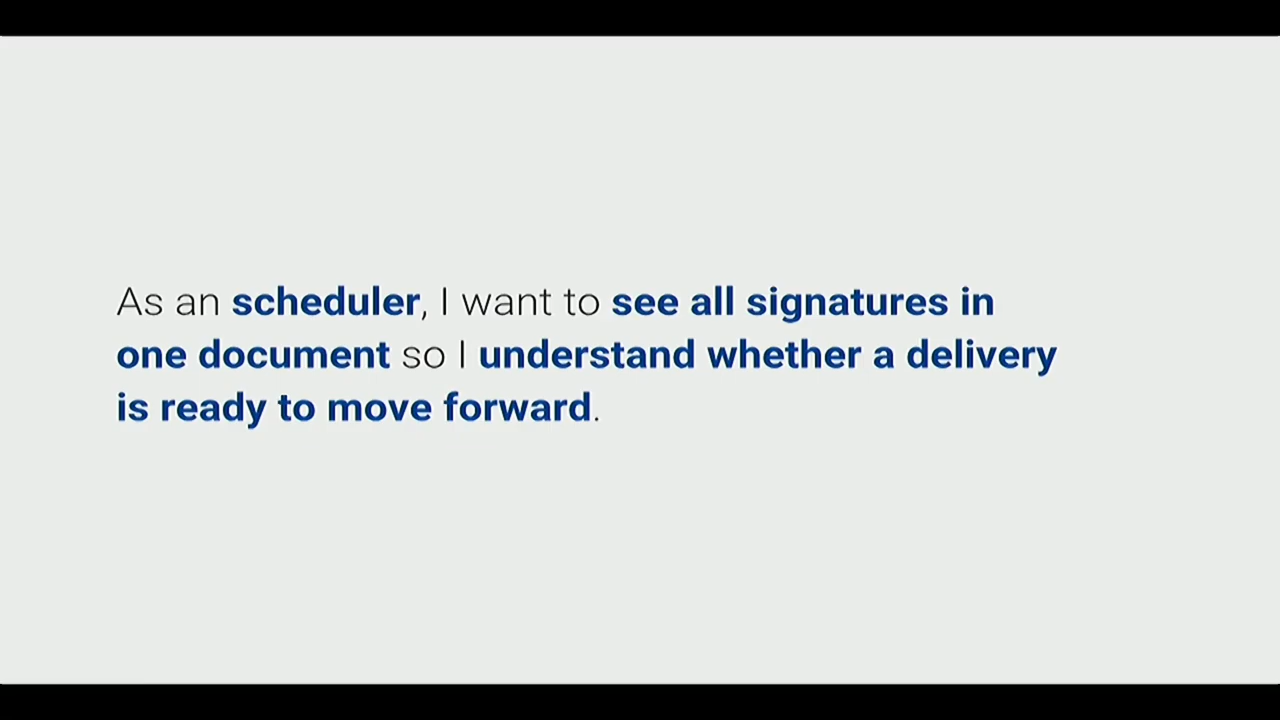 As an scheduler, I want to see all signatures in
one document so I understand whether a delivery
is ready to move forward.